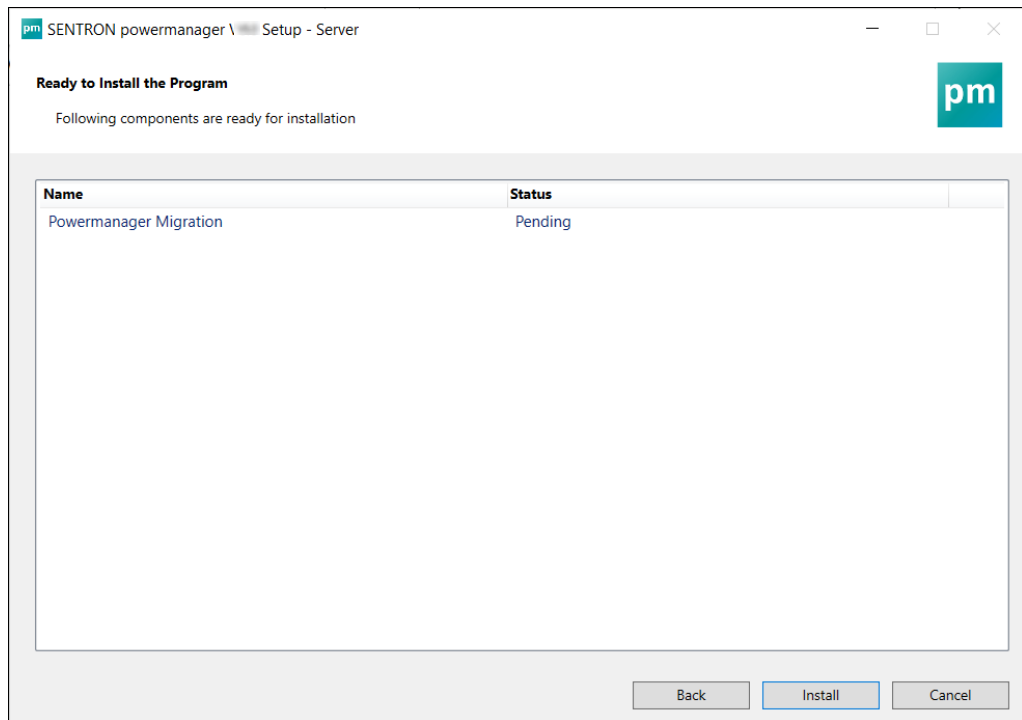 pm SENTRON powermanager V Setup - Server
Ready to Install the Program
pm
Following components are ready for installation
Name Status
Powermanager Migration Pending
Back Install Cancel